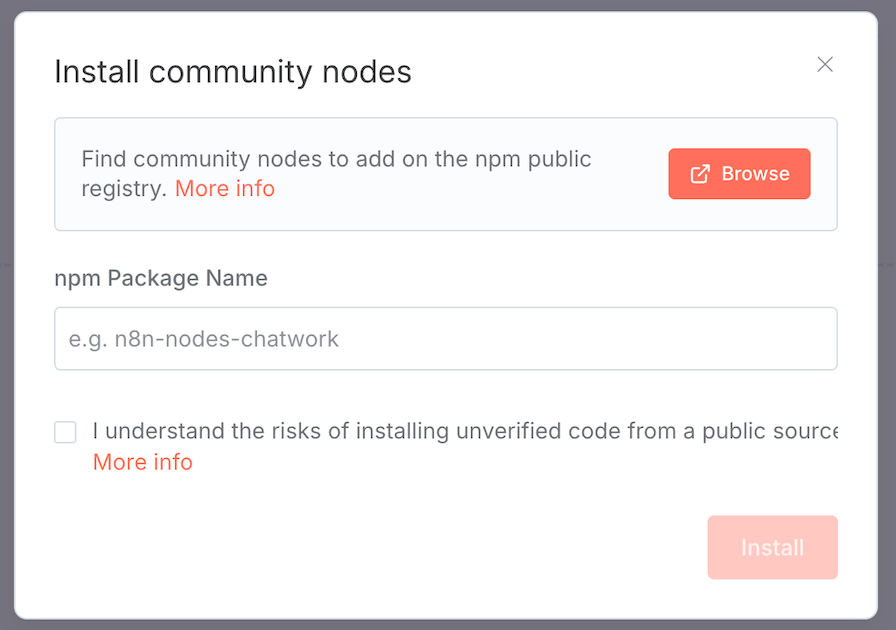 Install community nodes
Find community nodes to add on the npm public
registry. More info
Browse
npm Package Name
e.g. n8n-nodes-chatwork
I understand the risks of installing unverified code from a public source
More info
Install